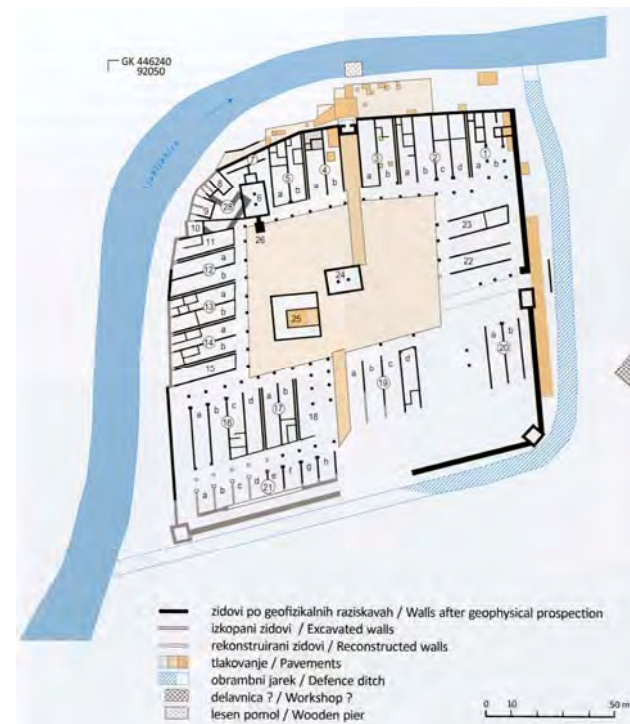 GK 446240
92050
Ljubljanica
7
5
a
b
4
a
b
3
a
b
c
2
a
b
c
d
1
a
b
8
9
28
6
10
11
26
23
22
12
a
b
13
a
b
14
a
b
15
24
25
20
a
b
19
a
b
c
d
16
a
b
c
d
17
a
b
18
21
a
b
c
d
e
f
g
h
zidovi po geofizikalnih raziskavah / Walls after geophysical prospection
izkopani zidovi / Excavated walls
rekonstruirani zidovi / Reconstructed walls
tlakovanje / Pavements
obrambni jarek / Defence ditch
delavnica ? / Workshop ?
lesen pomol / Wooden pier
0 10 50 m